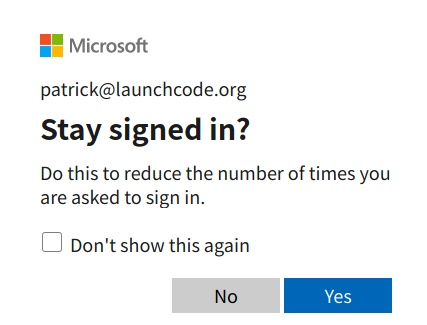 Microsoft
patrick@launchcode.org
Stay signed in?
Do this to reduce the number of times you
are asked to sign in.
Don't show this again
No
Yes